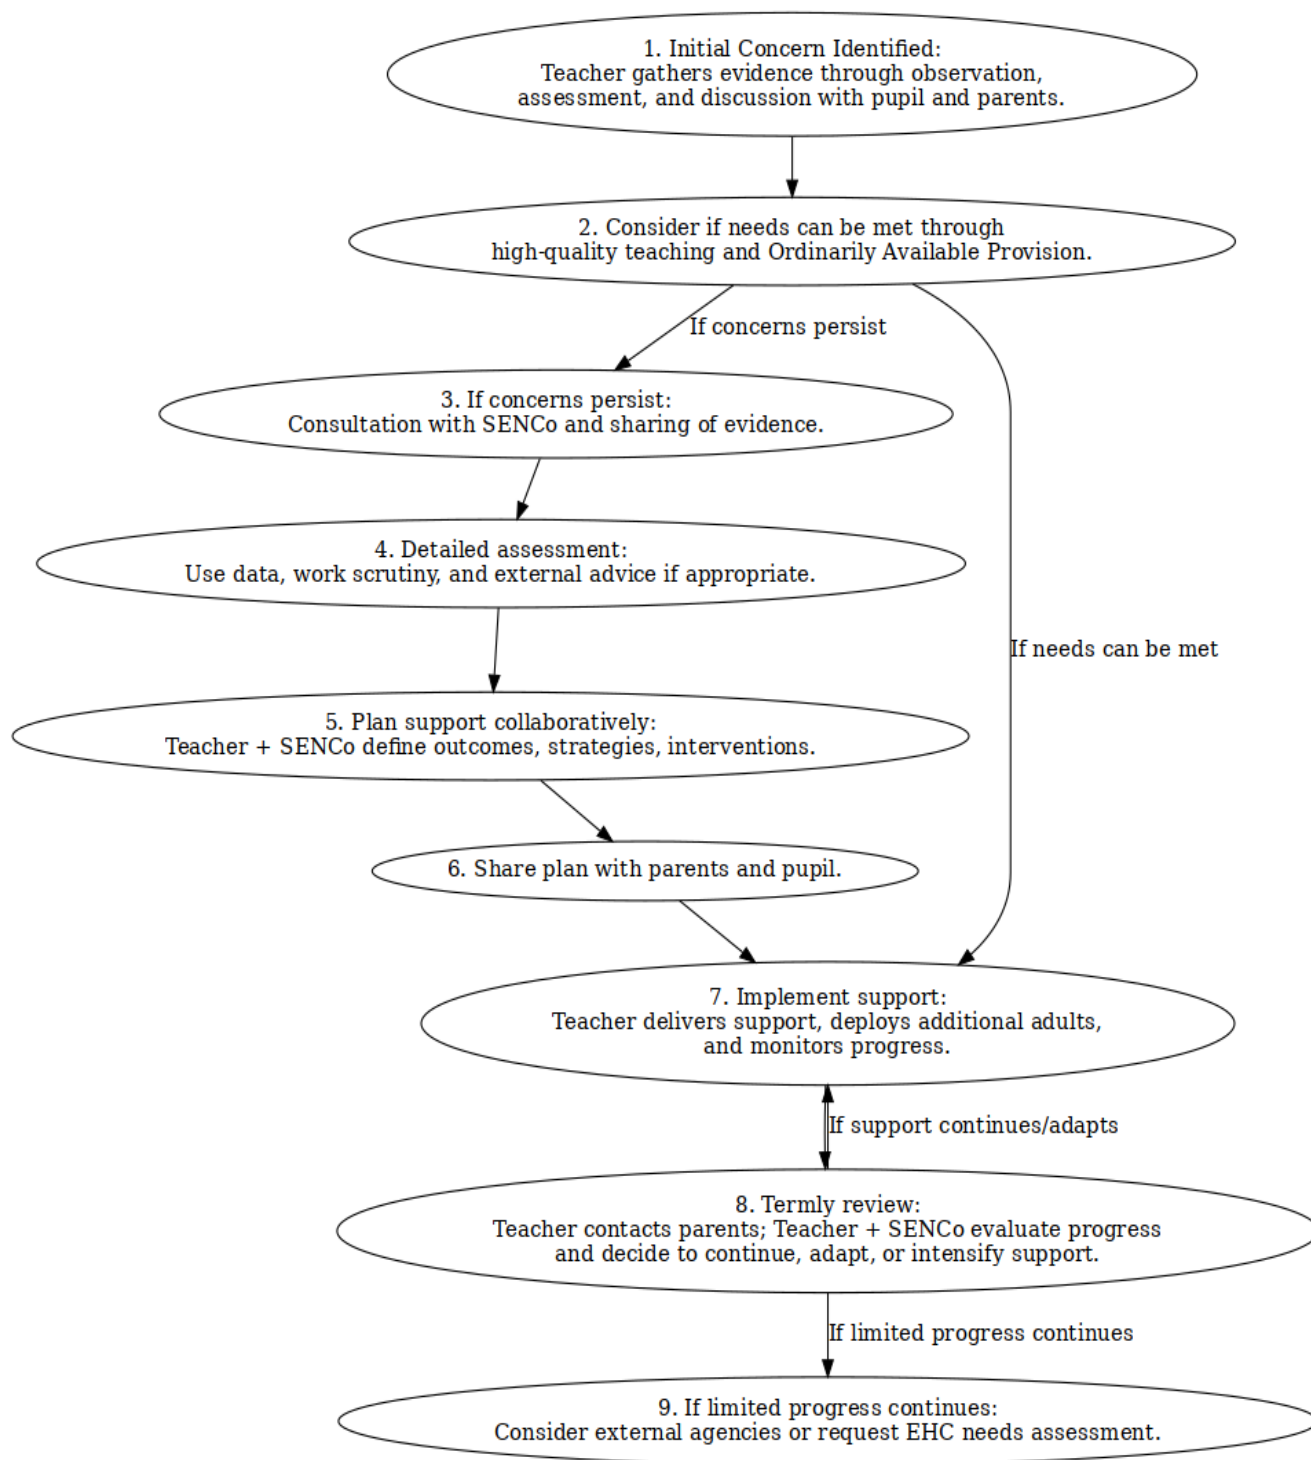 1. Initial Concern Identified:
Teacher gathers evidence through observation,
assessment, and discussion with pupil and parents.
2. Consider if needs can be met through
high-quality teaching and Ordinarily Available Provision.
If concerns persist
3. If concerns persist:
Consultation with SENCo and sharing of evidence.
4. Detailed assessment:
Use data, work scrutiny, and external advice if appropriate.
If needs can be met
5. Plan support collaboratively:
Teacher + SENCo define outcomes, strategies, interventions.
6. Share plan with parents and pupil.
7. Implement support:
Teacher delivers support, deploys additional adults,
and monitors progress.
If support continues/adapts
8. Termly review:
Teacher contacts parents; Teacher + SENCo evaluate progress
and decide to continue, adapt, or intensify support.
If limited progress continues
9. If limited progress continues:
Consider external agencies or request EHC needs assessment.